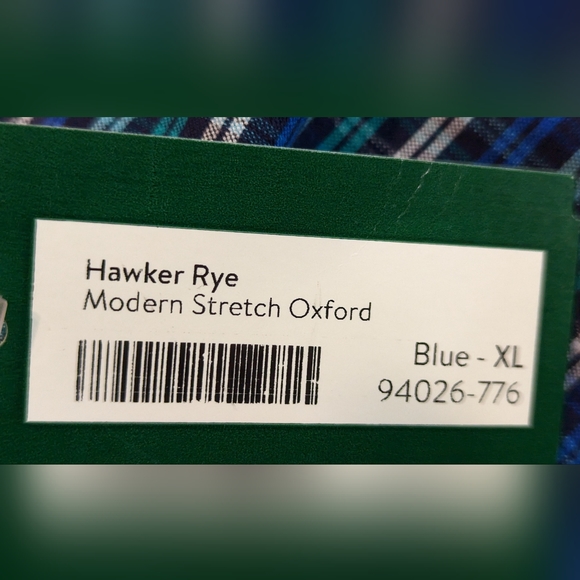 Hawker Rye
Modern Stretch Oxford
Blue - XL
94026-776